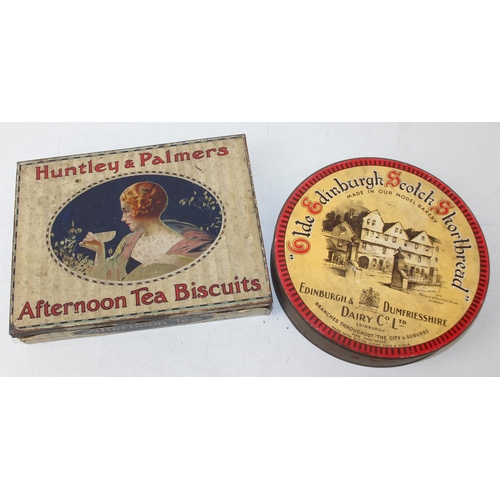 Huntley & Palmers
Afternoon Tea Biscuits
"Olde Edinburgh Scotch Shortbread"
MADE IN OUR MODEL BAKERY
EDINBURGH & DUMFRIESSHIRE
DAIRY Co LTD
EDINBURGH
BRANCHES THROUGHOUT THE CITY & SUBURBS